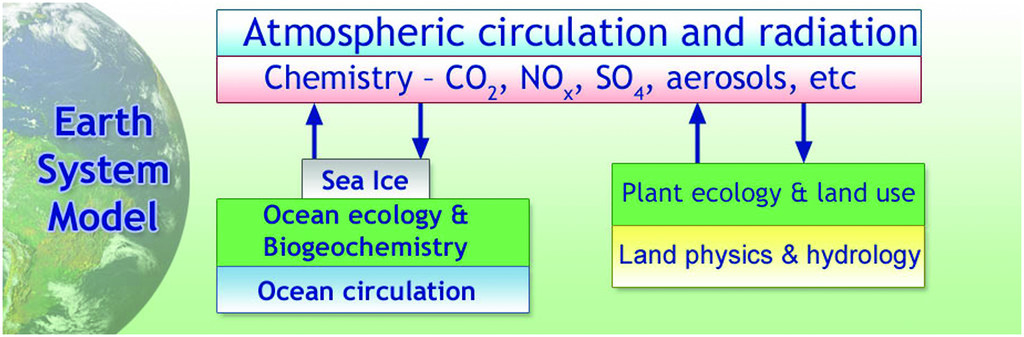 Earth
System
Model
Atmospheric circulation and radiation
Chemistry – CO₂, NOₓ, SO₄, aerosols, etc
Sea Ice
Ocean ecology &
Biogeochemistry
Ocean circulation
Plant ecology & land use
Land physics & hydrology